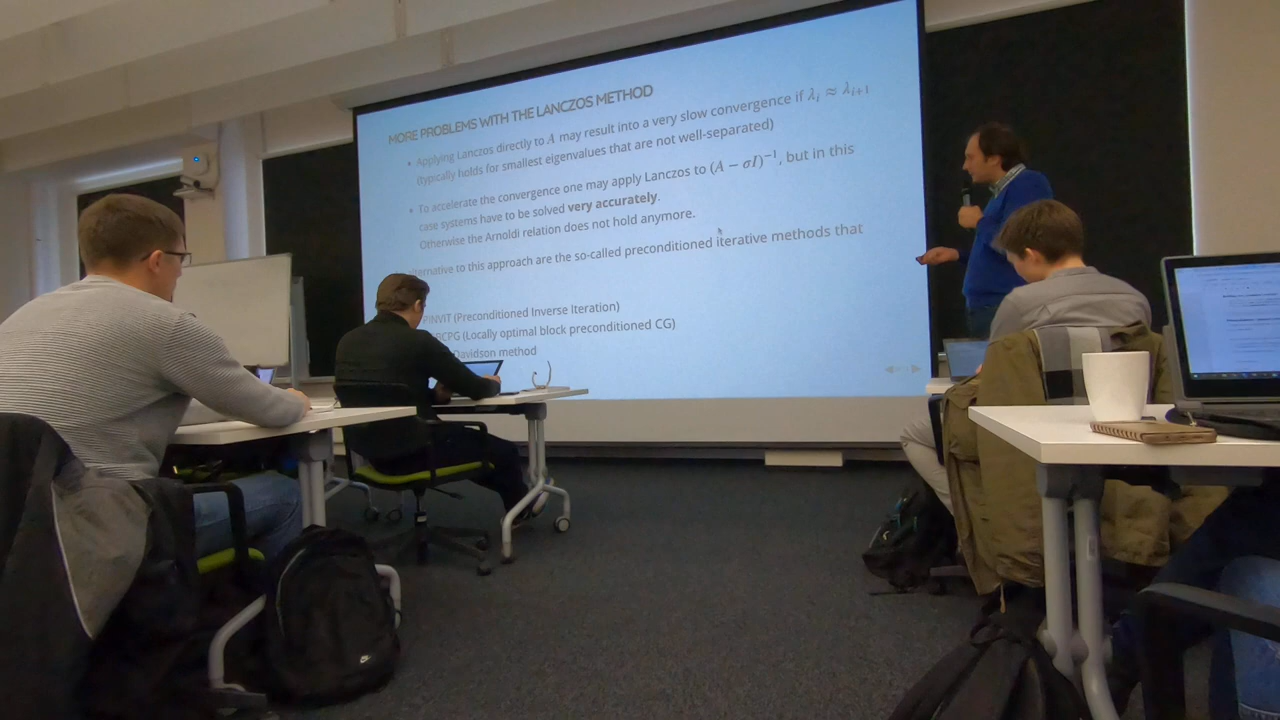 MORE PROBLEMS WITH THE LANCZOS METHOD
• Applying Lanczos directly to A may result into a very slow convergence if λᵢ ≈ λᵢ₊₁
(typically holds for smallest eigenvalues that are not well-separated)
• To accelerate the convergence one may apply Lanczos to (A − σI)⁻¹, but in this
case systems have to be solved very accurately.
Otherwise the Arnoldi relation does not hold anymore.
to this approach are the so-called preconditioned iterative methods that
(Preconditioned Inverse Iteration)
(Locally optimal block preconditioned CG)
Davidson method